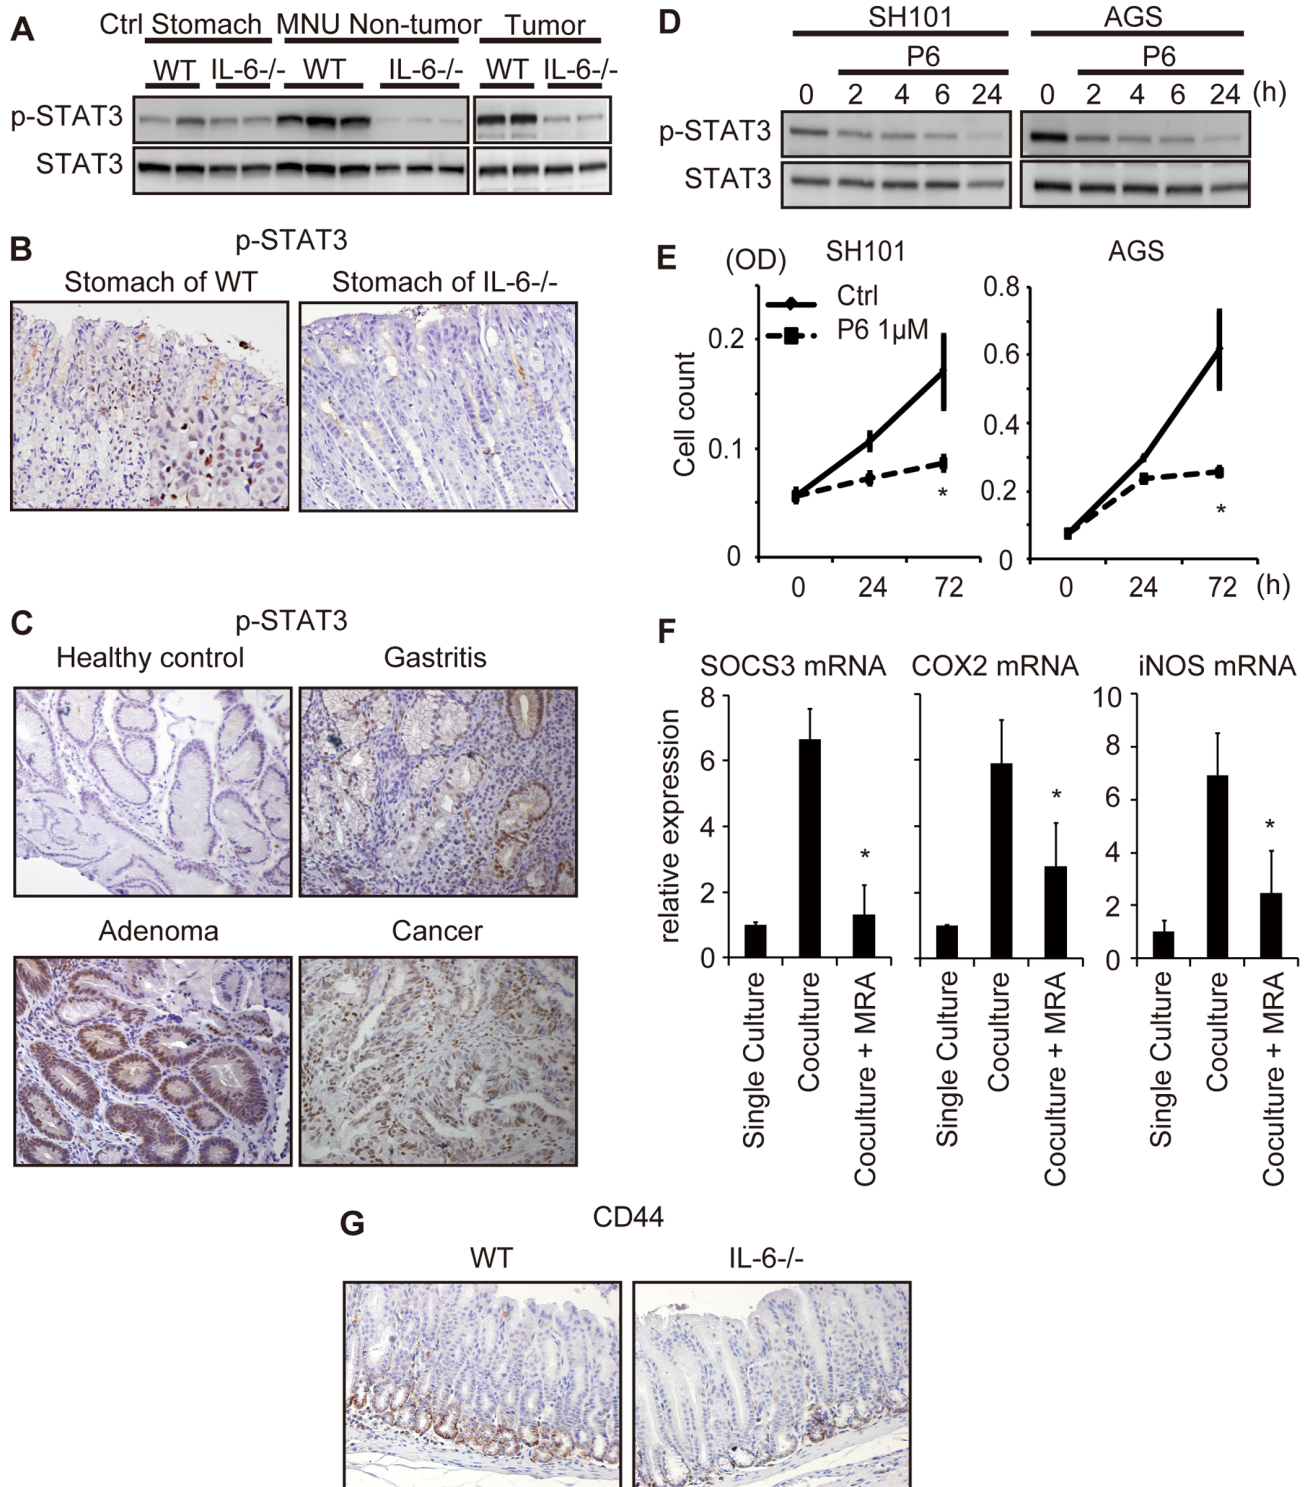 A
Ctrl Stomach MNU Non-tumor Tumor
WT IL-6-/- WT IL-6-/- WT IL-6-/-
p-STAT3
STAT3
B
p-STAT3
Stomach of WT Stomach of IL-6-/-
C
p-STAT3
Healthy control Gastritis
Adenoma Cancer
D
SH101 AGS
P6 P6
0 2 4 6 24 0 2 4 6 24 (h)
p-STAT3
STAT3
E
(OD) SH101 AGS
Ctrl
P6 1µM
Cell count
0.2
0.1
0
0 24 72
*
0.8
0.6
0.4
0.2
0
0 24 72 (h)
*
F
SOCS3 mRNA COX2 mRNA iNOS mRNA
relative expression
8
6
4
2
0
*
*
10
8
6
4
2
0
*
Single Culture
Coculture
Coculture + MRA
Single Culture
Coculture
Coculture + MRA
Single Culture
Coculture
Coculture + MRA
G
CD44
WT IL-6-/-